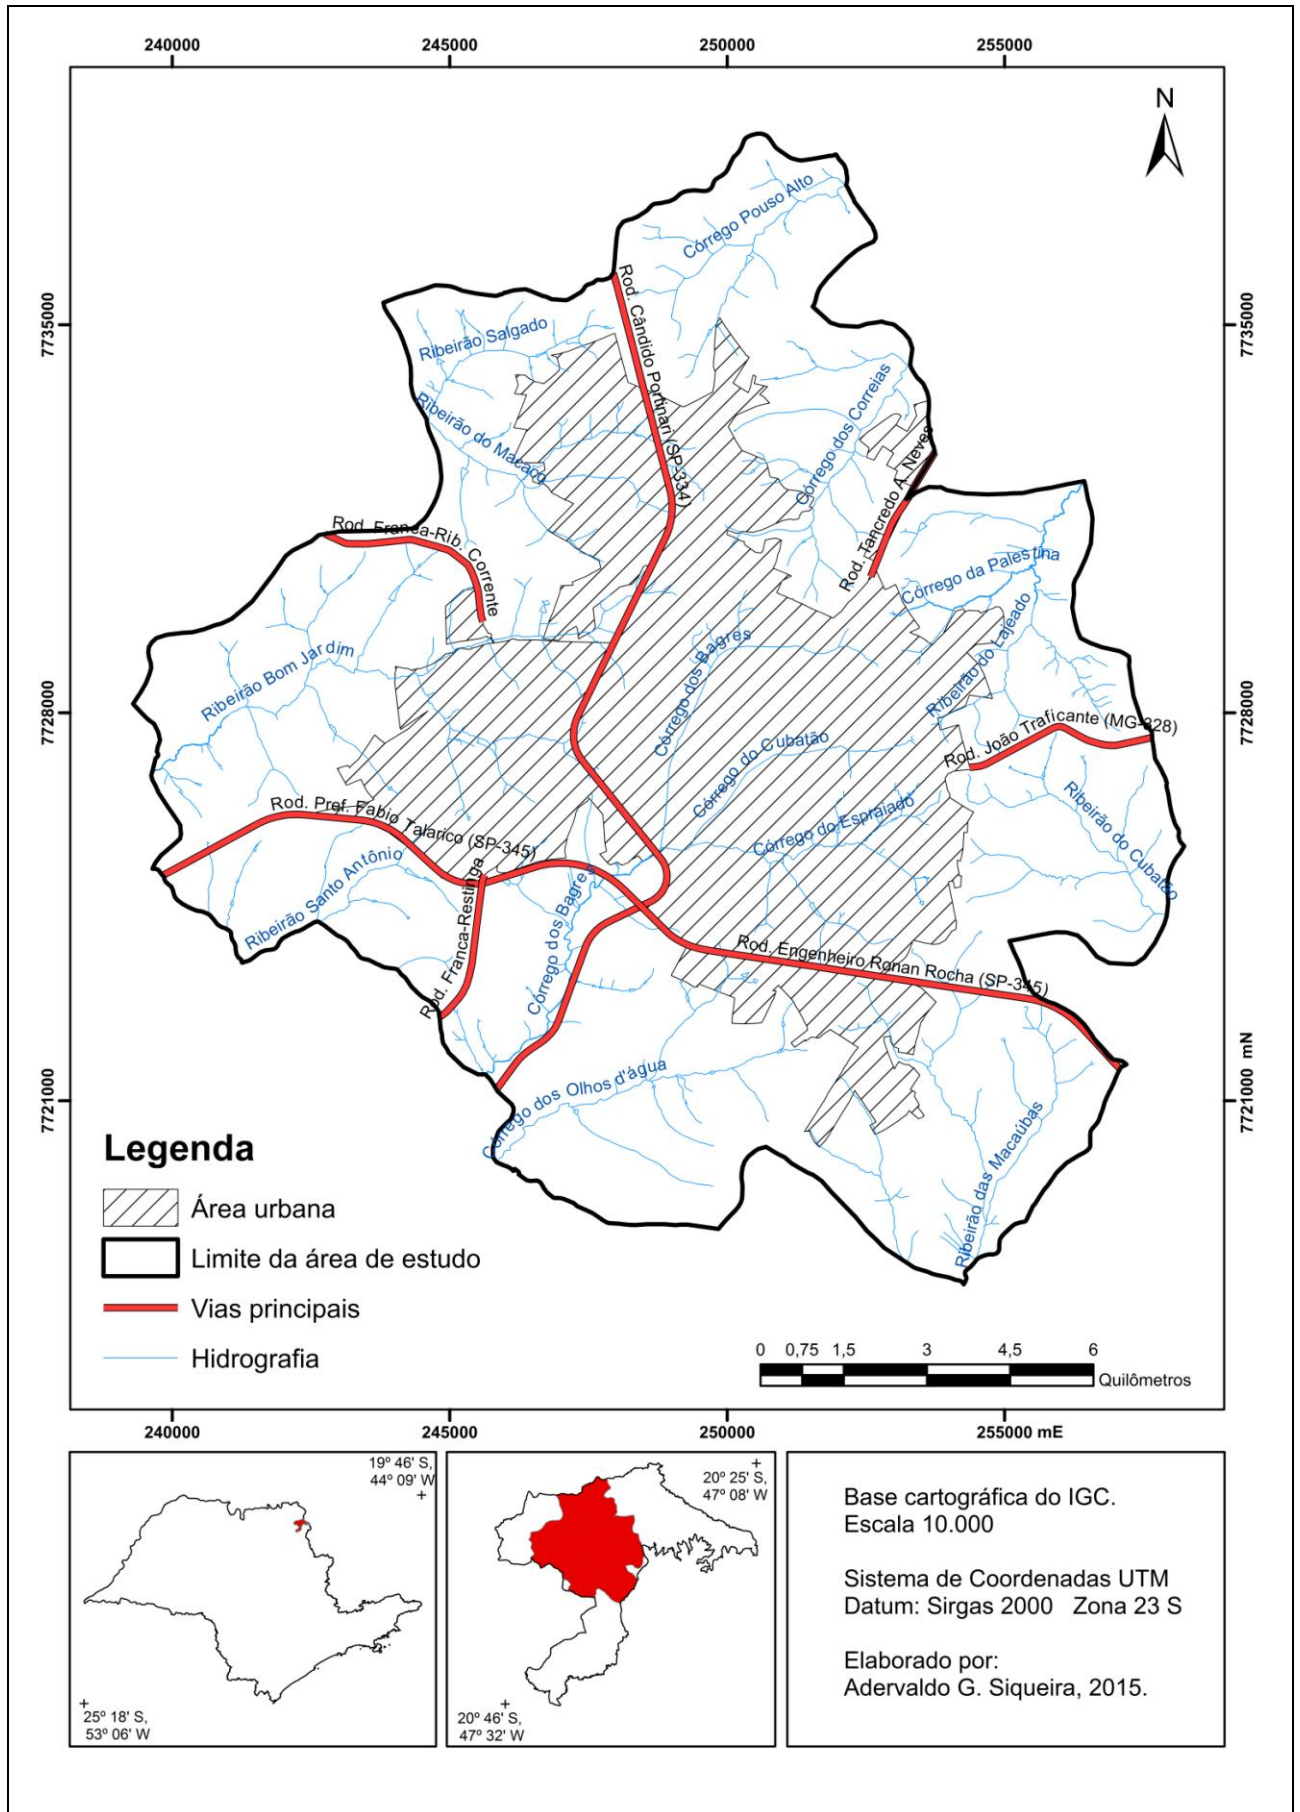 240000
245000
250000
255000
N
7735000
7735000
Córrego Pouso Alto
Rod. Cândido Portinari (SP-334)
Ribeirão Salgado
Córrego dos Correias
Ribeirão do Macaco
Rod. Tancredo A. Neves
Rod. Franca-Rib. Corrente
Córrego da Palestina
Ribeirão do Lajeado
Córrego dos Bagres
Ribeirão Bom Jardim
7728000
7728000
Rod. João Traficante (MG-328)
Córrego do Cubatão
Ribeirão do Cubatão
Rod. Pref. Fabio Talarico (SP-345)
Córrego do Espraiado
Ribeirão Santo Antônio
Rod. Franca-Restinga
Córrego dos Bagres
Rod. Engenheiro Ronan Rocha (SP-345)
7721000
7721000 mN
Córrego dos Olhos d'água
Ribeirão das Macaúbas
Legenda
Área urbana
Limite da área de estudo
Vias principais
Hidrografia
0 0,75 1,5 3 4,5 6
Quilômetros
240000
245000
250000
255000 mE
19º 46' S,
44º 09' W
25º 18' S,
53º 06' W
20º 25' S,
47º 08' W
20º 46' S,
47º 32' W
Base cartográfica do IGC.
Escala 10.000
Sistema de Coordenadas UTM
Datum: Sirgas 2000 Zona 23 S
Elaborado por:
Adervaldo G. Siqueira, 2015.